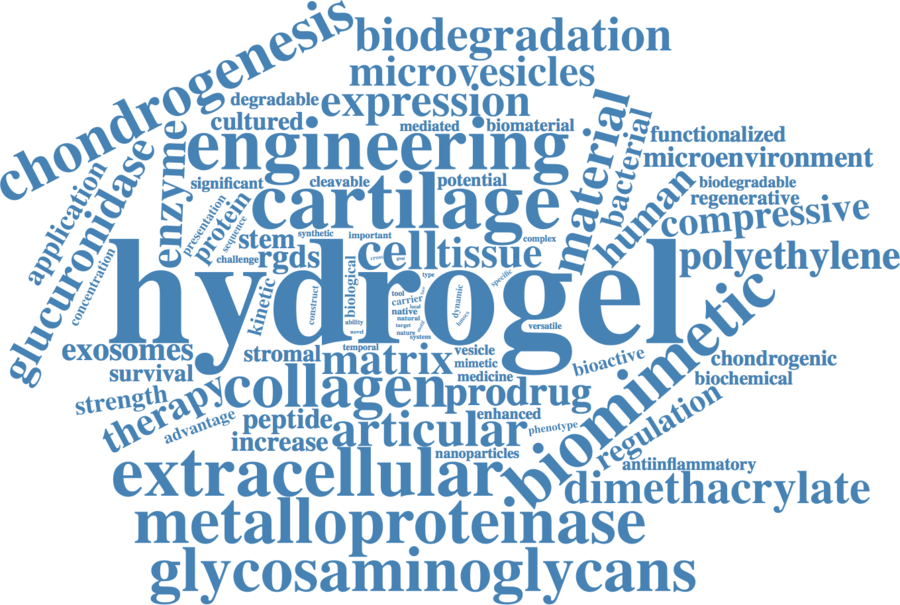 chondrogenesis
biodegradation
microvesicles
degradable
expression
cultured
mediated
biomaterial
engineering
enzyme
glucuronidase
application
concentration
material
bacterial
functionalized
microenvironment
significant
cleavable
potential
biodegradable
regenerative
human
compressive
presentation
protein
sequence
cartilage
stem
synthetic
important
complex
challenge
rgds
cell
tissue
polyethylene
hydrogel
kinetic
construct
biological
type
specific
tool
carrier
local
native
natural
dynamic
target
ability
novel
nature
system
versatile
biomimetic
exosomes
stromal
temporal
matrix
vesicle
mimetic
medicine
bioactive
chondrogenic
survival
biochemical
strength
therapy
collagen
prodrug
regulation
advantage
peptide
enhanced
increase
articular
phenotype
nanoparticles
antiinflammatory
extracellular
dimethacrylate
metalloproteinase
glycosaminoglycans